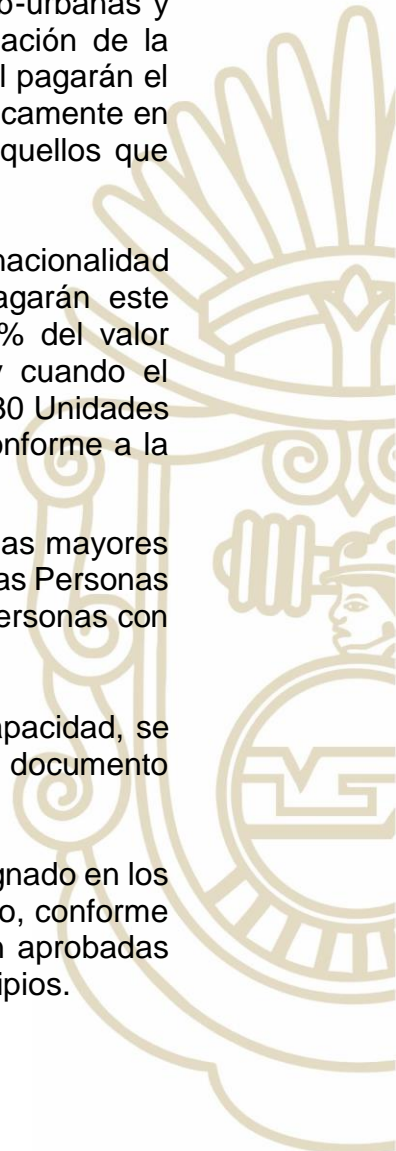 o-urbanas y
ación de la
l pagarán el
camente en
quellos que
nacionalidad
agarán este
% del valor
cuando el
30 Unidades
onforme a la
as mayores
as Personas
ersonas con
apacidad, se
documento
gnado en los
o, conforme
aprobadas
ipios.